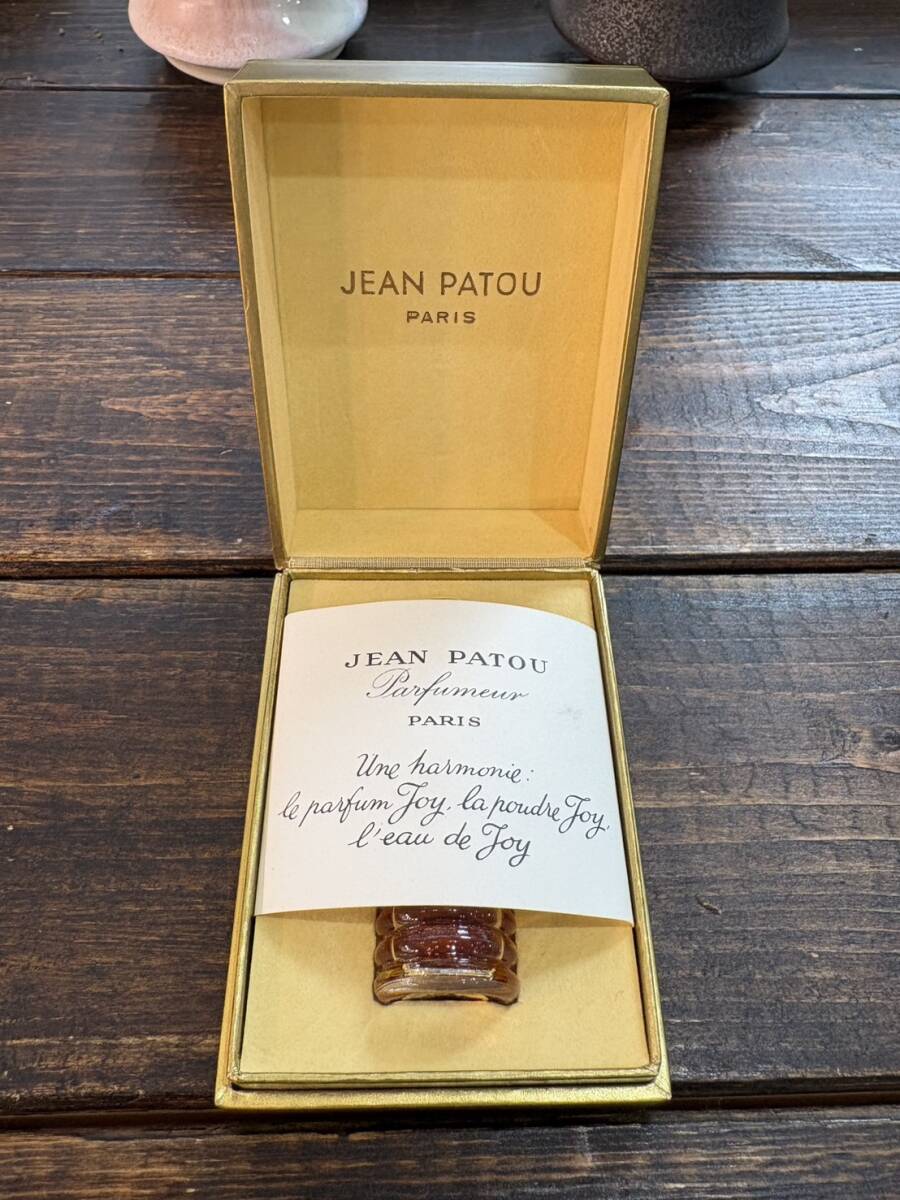 JEAN PATOU
PARIS
JEAN PATOU
Parfumeur
PARIS
Une harmonie:
le parfum Joy, la poudre Joy,
l'eau de Joy